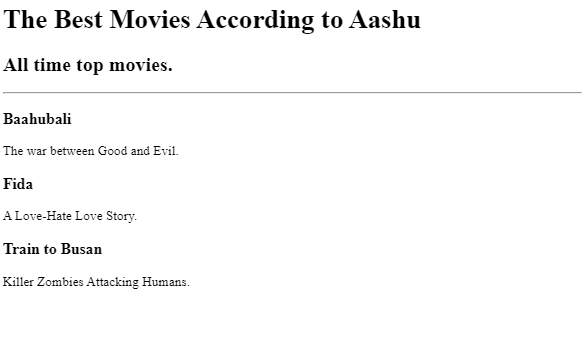 The Best Movies According to Aashu
All time top movies.
Baahubali
The war between Good and Evil.
Fida
A Love-Hate Love Story.
Train to Busan
Killer Zombies Attacking Humans.